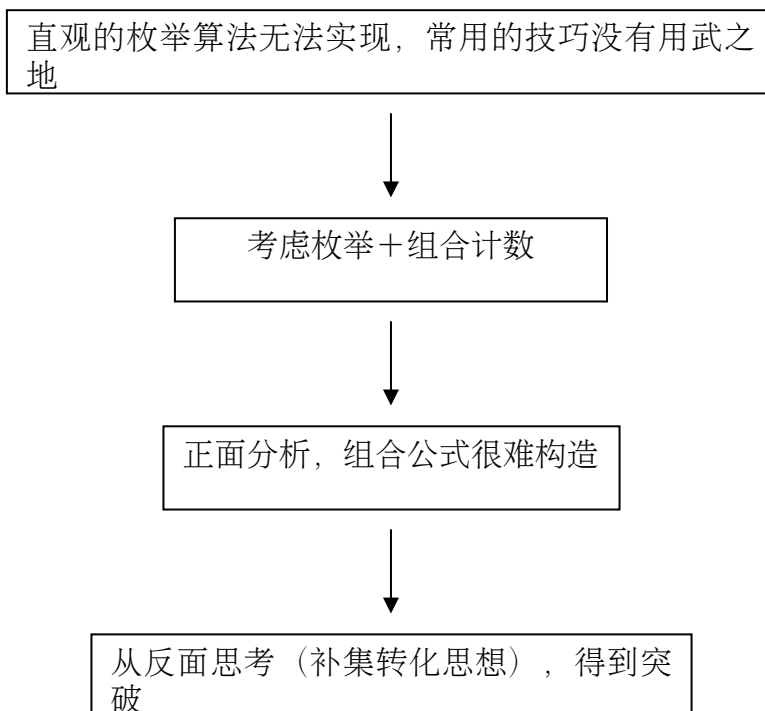 直观的枚举算法无法实现，常用的技巧没有用武之
地
考虑枚举＋组合计数
正面分析，组合公式很难构造
从反面思考（补集转化思想），得到突
破